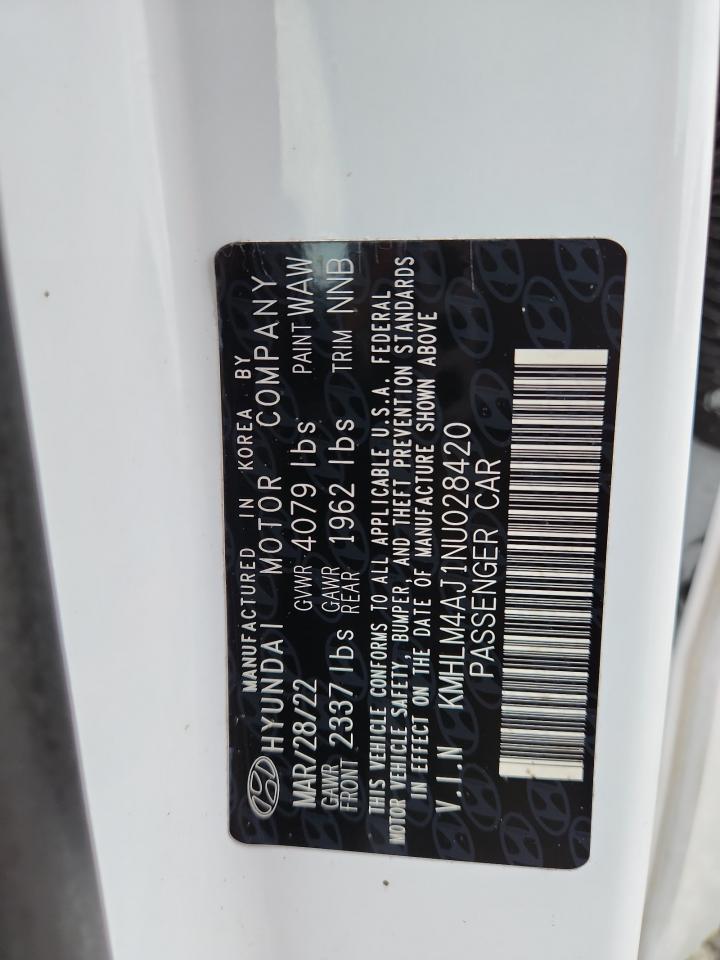 MANUFACTURED IN KOREA BY
HYUNDAI MOTOR COMPANY
MAR/28/22 GVWR 4079 lbs PAINT WAW
GAWR FRONT 2337 lbs GAWR REAR 1962 lbs TRIM NNB
THIS VEHICLE CONFORMS TO ALL APPLICABLE U.S.A. FEDERAL
MOTOR VEHICLE SAFETY, BUMPER, AND THEFT PREVENTION STANDARDS
IN EFFECT ON THE DATE OF MANUFACTURE SHOWN ABOVE
V.I.N KMHLM4AJ1NU028420
PASSENGER CAR